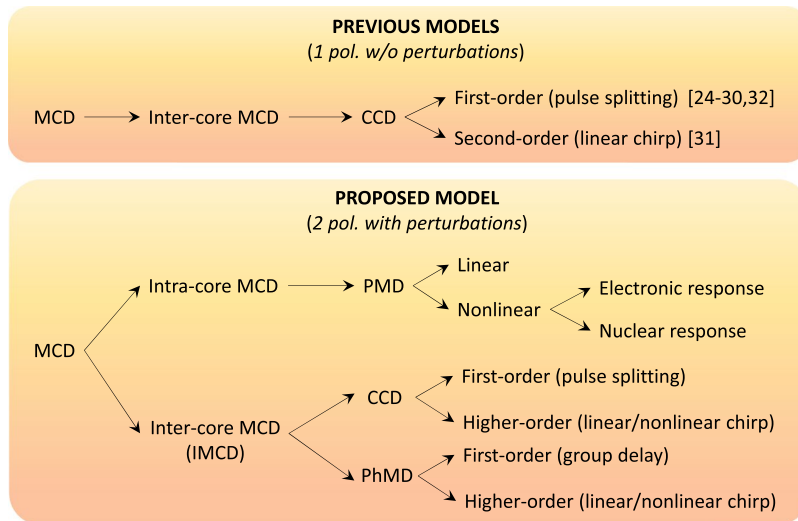 PREVIOUS MODELS
(1 pol. w/o perturbations)
First-order (pulse splitting) [24-30,32]
MCD Inter-core MCD CCD
Second-order (linear chirp) [31]
PROPOSED MODEL
(2 pol. with perturbations)
Linear
Intra-core MCD PMD Electronic response
Nonlinear
Nuclear response
MCD
First-order (pulse splitting)
CCD
Higher-order (linear/nonlinear chirp)
Inter-core MCD
(IMCD)
First-order (group delay)
PhMD
Higher-order (linear/nonlinear chirp)